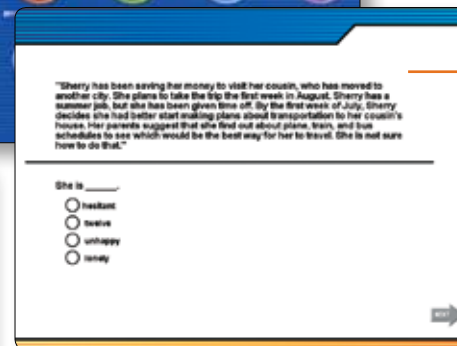 "Sherry has been saving her money to visit her cousin, who has moved to
another city. She plans to take the trip the first week in August. Sherry has a
summer job, but she has been given time off. By the first week of July, Sherry
decides she had better start making plans about transportation to her cousin's
house. Her parents suggest that she find out about plane, train, and bus
schedules to see which would be the best way for her to travel. She is not sure
how to do that."
She is _____.
hesitant
twelve
unhappy
lonely
NEXT